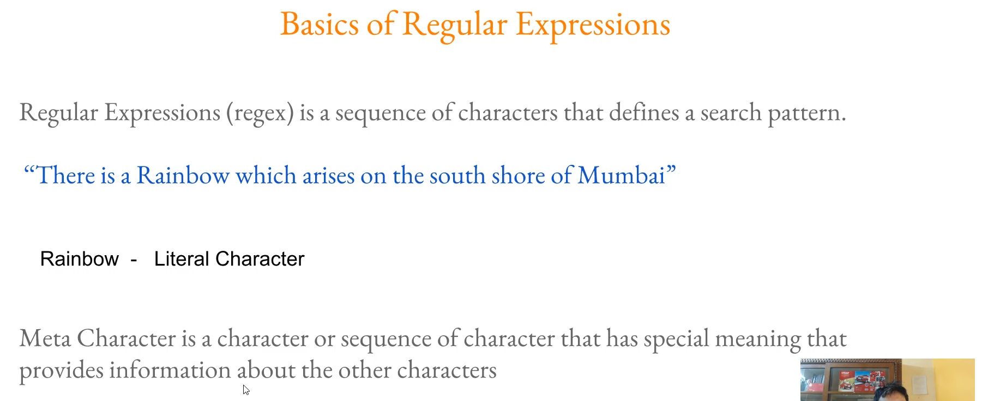 Basics of Regular Expressions
Regular Expressions (regex) is a sequence of characters that defines a search pattern.
“There is a Rainbow which arises on the south shore of Mumbai”
Rainbow - Literal Character
Meta Character is a character or sequence of character that has special meaning that
provides information about the other characters